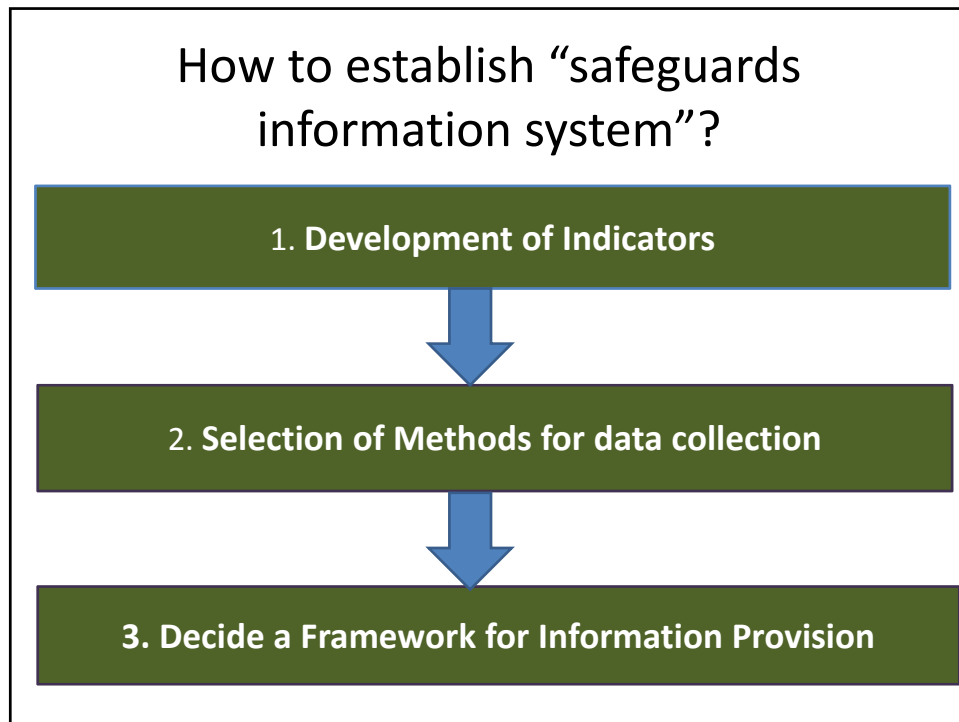 How to establish “safeguards
information system”?
1. Development of Indicators
2. Selection of Methods for data collection
3. Decide a Framework for Information Provision